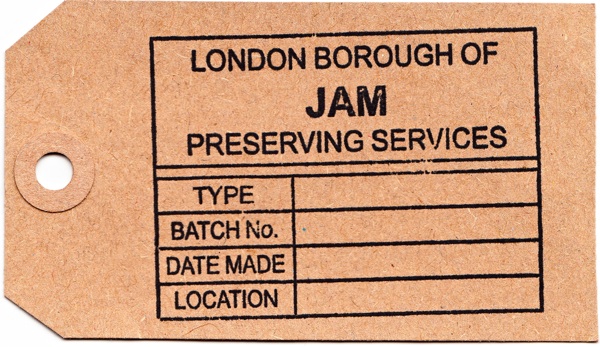 LONDON BOROUGH OF
JAM
PRESERVING SERVICES
TYPE
BATCH No.
DATE MADE
LOCATION